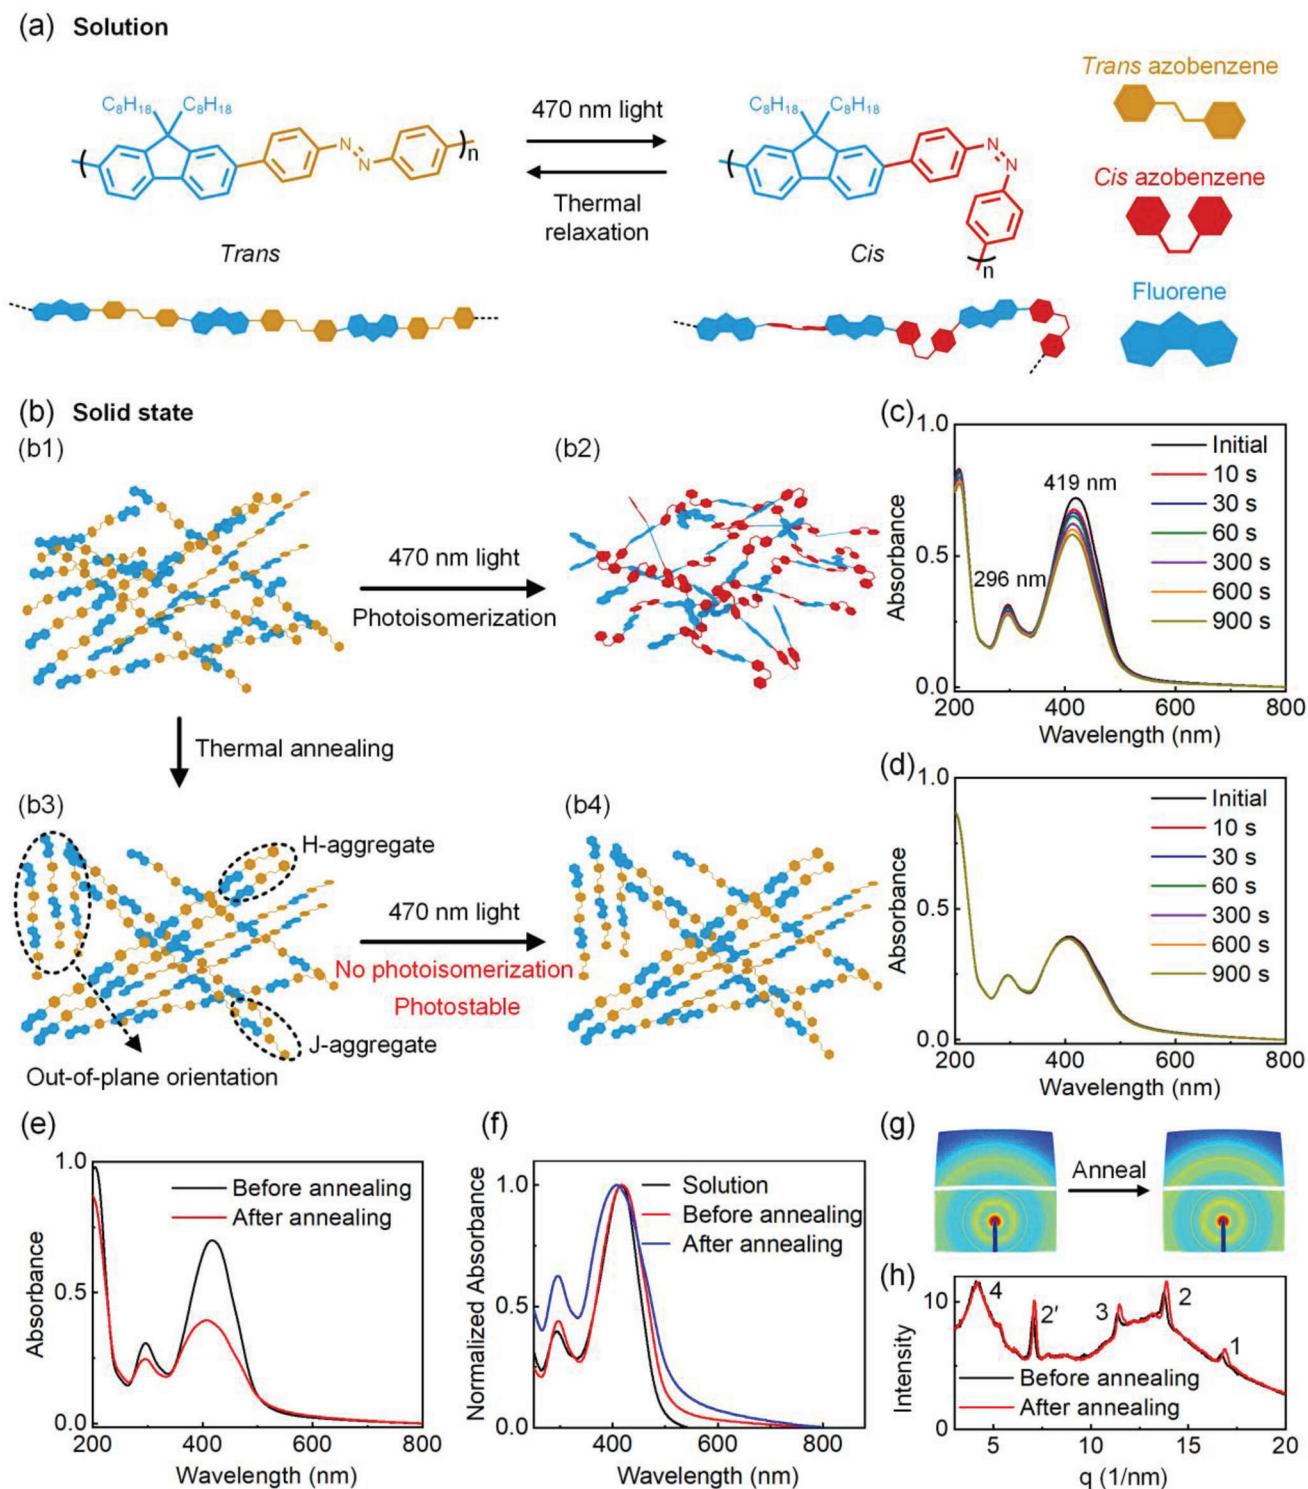 (a) Solution
C8H18 C8H18
N
N
( )n
Trans
470 nm light
Thermal
relaxation
C8H18 C8H18
N
N
( )n
Cis
Trans azobenzene
Cis azobenzene
Fluorene
(b) Solid state
(b1)
470 nm light
Photoisomerization
(b2)
Thermal annealing
(b3)
H-aggregate
J-aggregate
Out-of-plane orientation
470 nm light
No photoisomerization
Photostable
(b4)
(c)
Absorbance
1.0
0.5
0.0
296 nm
419 nm
Initial
10 s
30 s
60 s
300 s
600 s
900 s
200 400 600 800
Wavelength (nm)
(d)
Absorbance
1.0
0.5
0.0
Initial
10 s
30 s
60 s
300 s
600 s
900 s
200 400 600 800
Wavelength (nm)
(e)
Absorbance
1.0
0.5
0.0
Before annealing
After annealing
200 400 600 800
Wavelength (nm)
(f)
Normalized Absorbance
1.0
0.5
0.0
Solution
Before annealing
After annealing
400 600 800
Wavelength (nm)
(g)
Anneal
(h)
Intensity
10
0
4
2′
3
2
1
Before annealing
After annealing
5 10 15 20
q (1/nm)